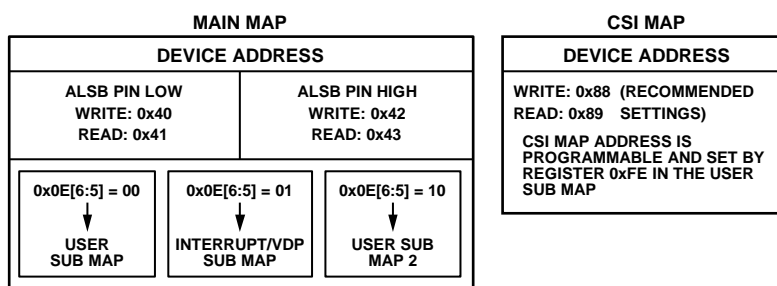 MAIN MAP
DEVICE ADDRESS
ALSB PIN LOW
WRITE: 0x40
READ: 0x41
ALSB PIN HIGH
WRITE: 0x42
READ: 0x43
0x0E[6:5] = 00
USER
SUB MAP
0x0E[6:5] = 01
INTERRUPT/VDP
SUB MAP
0x0E[6:5] = 10
USER SUB
MAP 2
CSI MAP
DEVICE ADDRESS
WRITE: 0x88 (RECOMMENDED
READ: 0x89 SETTINGS)
CSI MAP ADDRESS IS
PROGRAMMABLE AND SET BY
REGISTER 0xFE IN THE USER
SUB MAP